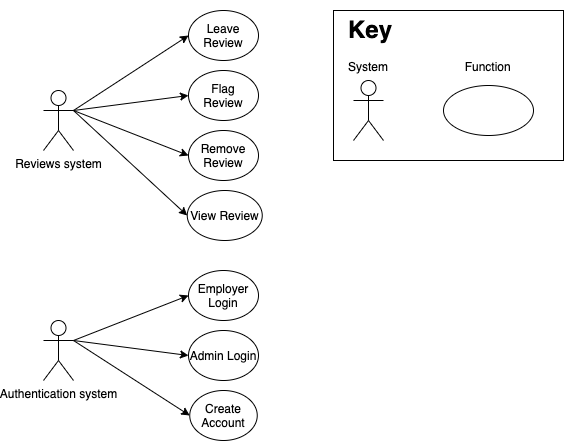 Leave
Review
Flag
Review
Remove
Review
View Review
Reviews system
Key
System
Function
Employer
Login
Admin Login
Create
Account
Authentication system